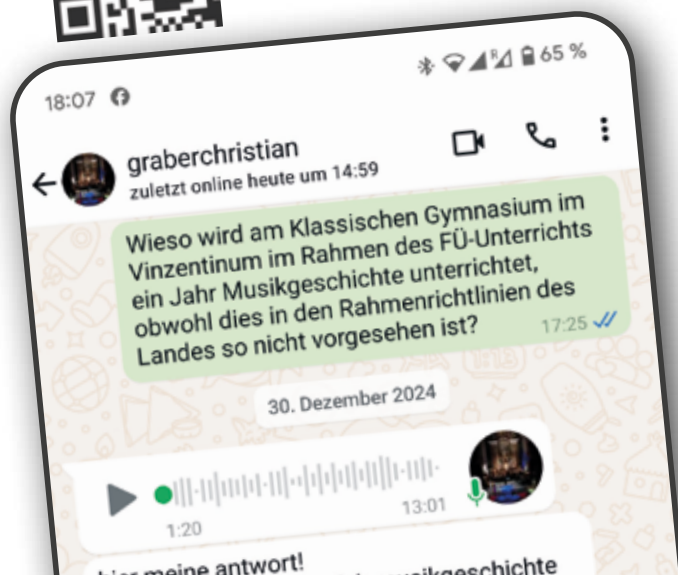 18:07
65 %
graberchristian
zuletzt online heute um 14:59
Wieso wird am Klassischen Gymnasium im
Vinzentinum im Rahmen des FÜ-Unterrichts
ein Jahr Musikgeschichte unterrichtet,
obwohl dies in den Rahmenrichtlinien des
Landes so nicht vorgesehen ist?
17:25
30. Dezember 2024
1:20
13:01
hier meine antwort!
musikgeschichte